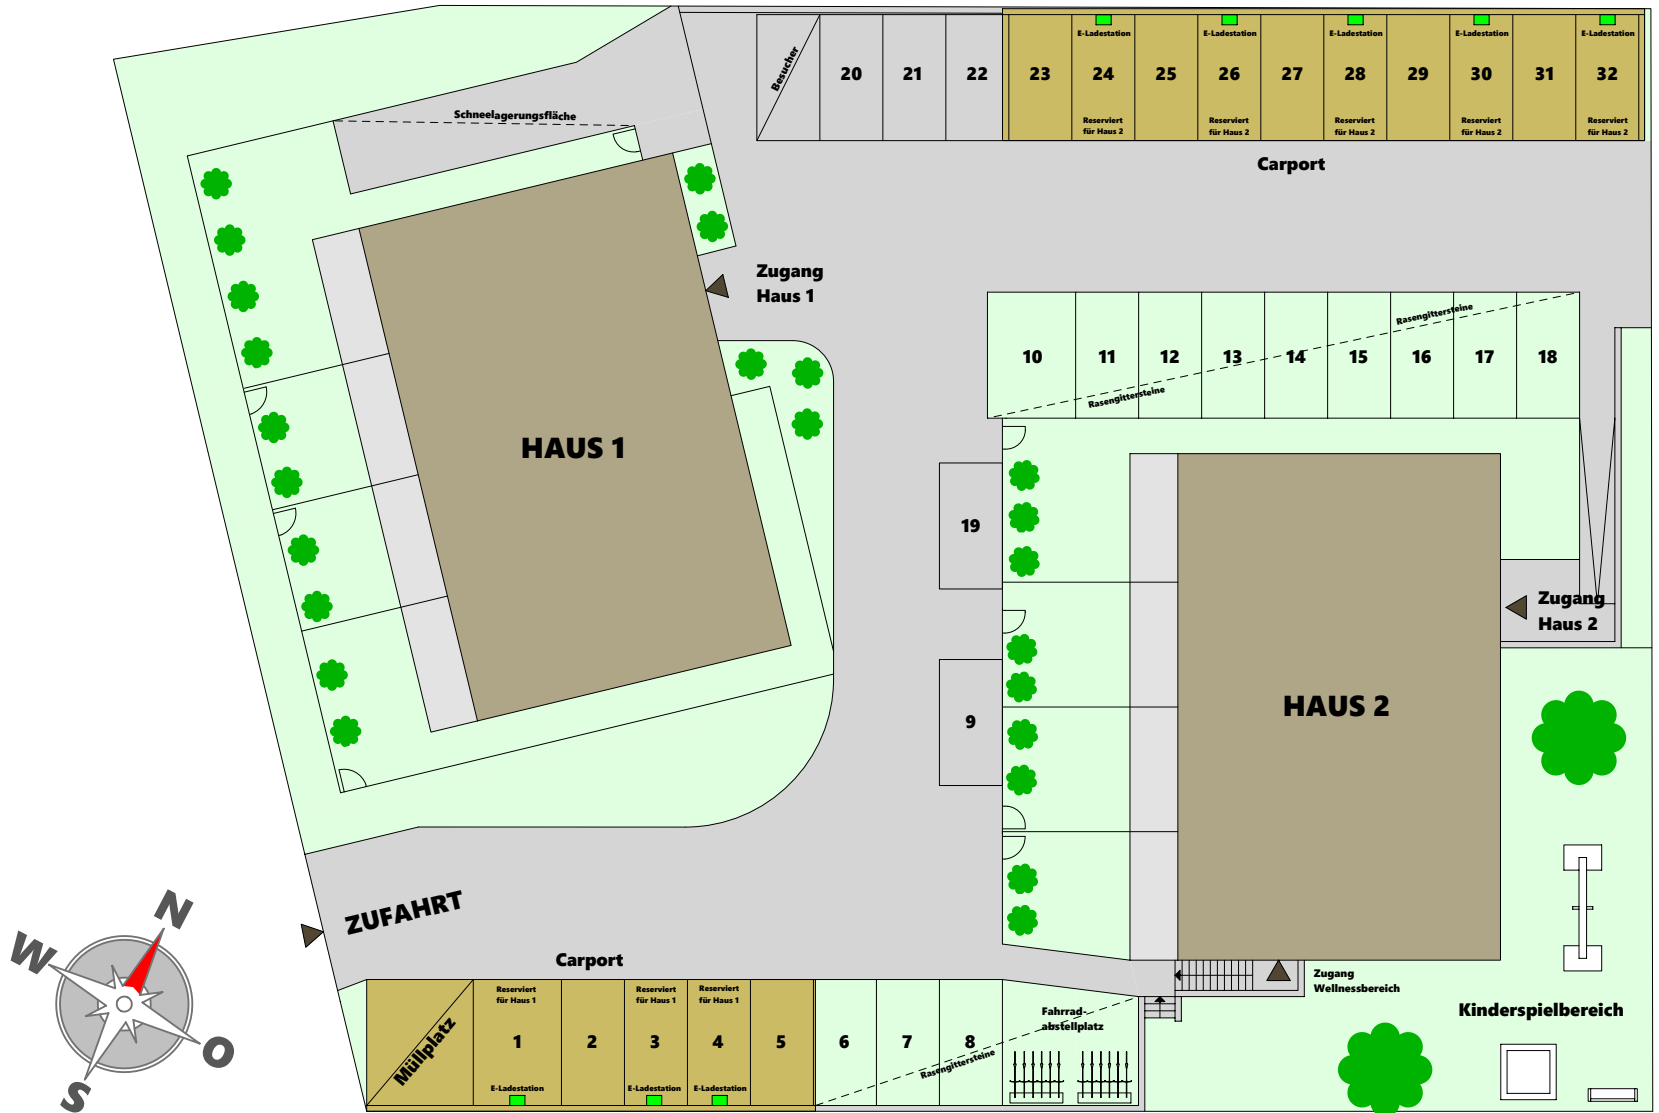 Besucher
20
21
22
23
24
25
26
27
28
29
30
31
32
E-Ladestation
E-Ladestation
E-Ladestation
E-Ladestation
E-Ladestation
Reserviert
für Haus 2
Reserviert
für Haus 2
Reserviert
für Haus 2
Reserviert
für Haus 2
Reserviert
für Haus 2
Carport
Schneelagerungsfläche
Zugang
Haus 1
HAUS 1
Rasengittersteine
10
11
12
13
14
15
16
17
18
Rasengittersteine
19
9
Zugang
Haus 2
HAUS 2
ZUFAHRT
Carport
Zugang
Wellnessbereich
Kinderspielbereich
Müllplatz
Reserviert
für Haus 1
Reserviert
für Haus 1
Reserviert
für Haus 1
1
2
3
4
5
6
7
8
E-Ladestation
E-Ladestation
E-Ladestation
Rasengittersteine
Fahrrad-
abstellplatz
N
W
O
S